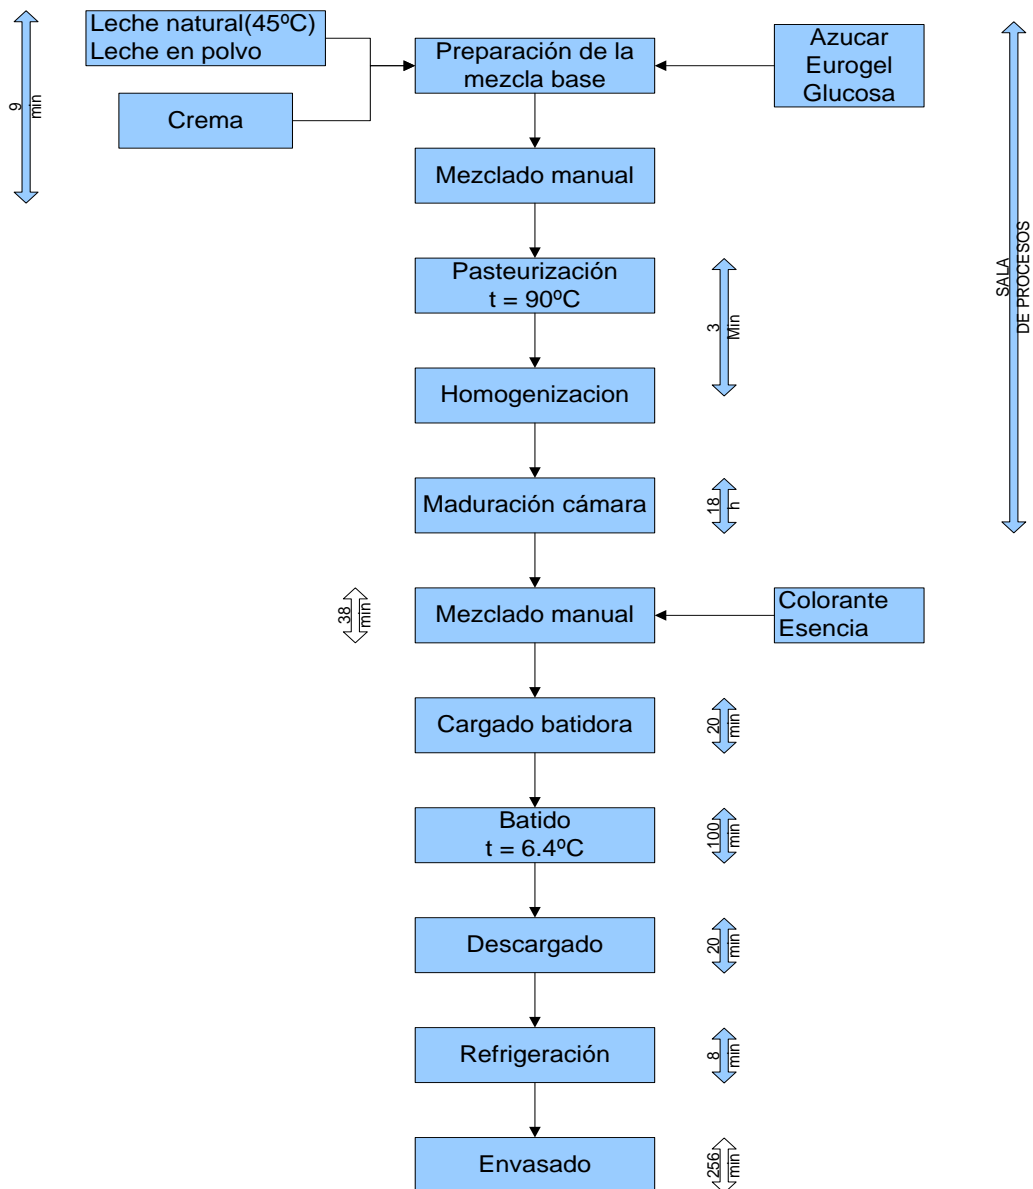 Leche natural(45ºC)
Leche en polvo
Crema
9
min
Preparación de la
mezcla base
Azucar
Eurogel
Glucosa
Mezclado manual
SALA
DE PROCESOS
Pasteurización
t = 90ºC
3
Min
Homogenizacion
Maduración cámara
18
h
38
min
Mezclado manual
Colorante
Esencia
Cargado batidora
20
min
Batido
t = 6.4ºC
100
min
Descargado
20
min
Refrigeración
8
min
Envasado
256
min